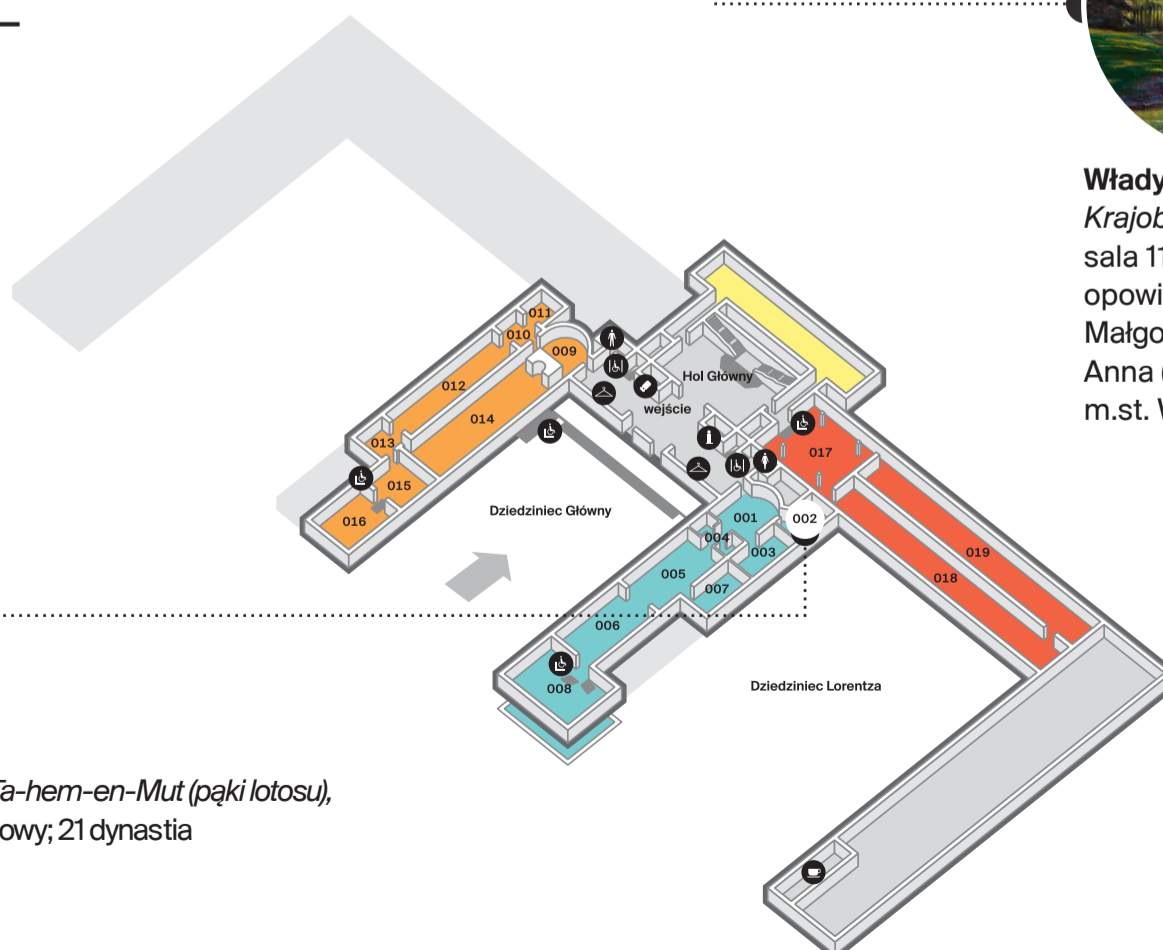 Włady
Krajob
sala 11
opowi
Małgo
Anna
m.st. W
011
010
009
012
014
013
015
016
Hol Główny
wejście
017
Dziedziniec Główny
001
002
004
003
005
007
006
008
019
018
Dziedziniec Lorentza
Ta-hem-en-Mut (pąki lotosu),
owy; 21 dynastia